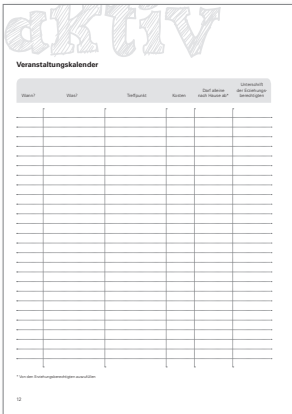 aktiv
Veranstaltungskalender
Wann? Was? Treffpunkt Kosten Darf alleine nach Hause ab* Unterschrift der Erziehungs-berechtigten
* Von den Erziehungsberechtigten auszufüllen
12